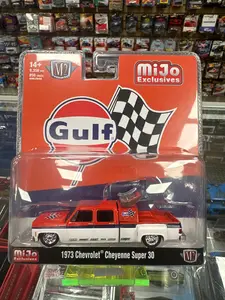 14+
M2
MiJo
Exclusives
Gulf
1973 Chevrolet Cheyenne Super 30
MiJo
Exclusives
M2